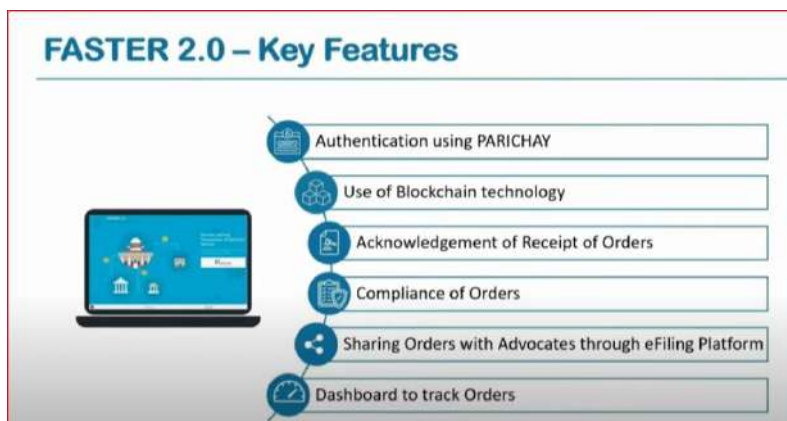 FASTER 2.0 – Key Features
Authentication using PARICHAY
Use of Blockchain technology
Acknowledgement of Receipt of Orders
Compliance of Orders
Sharing Orders with Advocates through eFiling Platform
Dashboard to track Orders